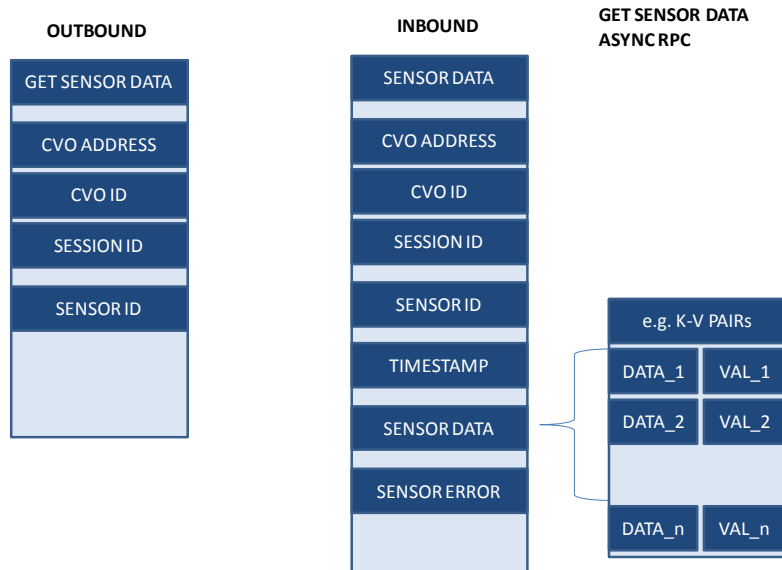 OUTBOUND
GET SENSOR DATA
CVO ADDRESS
CVO ID
SESSION ID
SENSOR ID
INBOUND
SENSOR DATA
CVO ADDRESS
CVO ID
SESSION ID
SENSOR ID
TIMESTAMP
SENSOR DATA
SENSOR ERROR
GET SENSOR DATA
ASYNC RPC
e.g. K-V PAIRs
DATA_1 VAL_1
DATA_2 VAL_2
DATA_n VAL_n